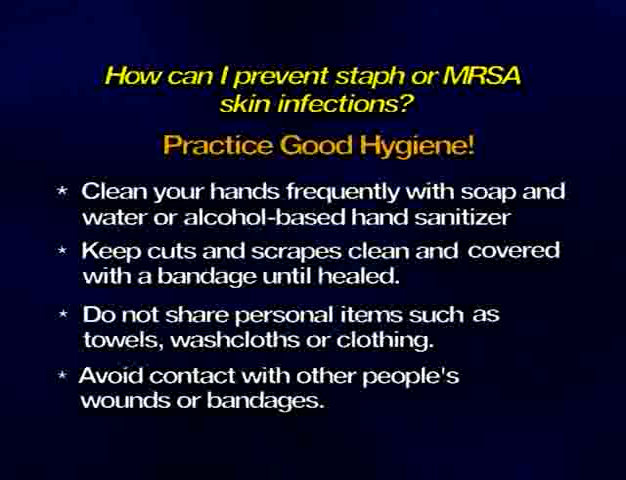 How can I prevent staph or MRSA
skin infections?
Practice Good Hygiene!
* Clean your hands frequently with soap and
water or alcohol-based hand sanitizer
* Keep cuts and scrapes clean and covered
with a bandage until healed.
* Do not share personal items such as
towels, washcloths or clothing.
* Avoid contact with other people's
wounds or bandages.